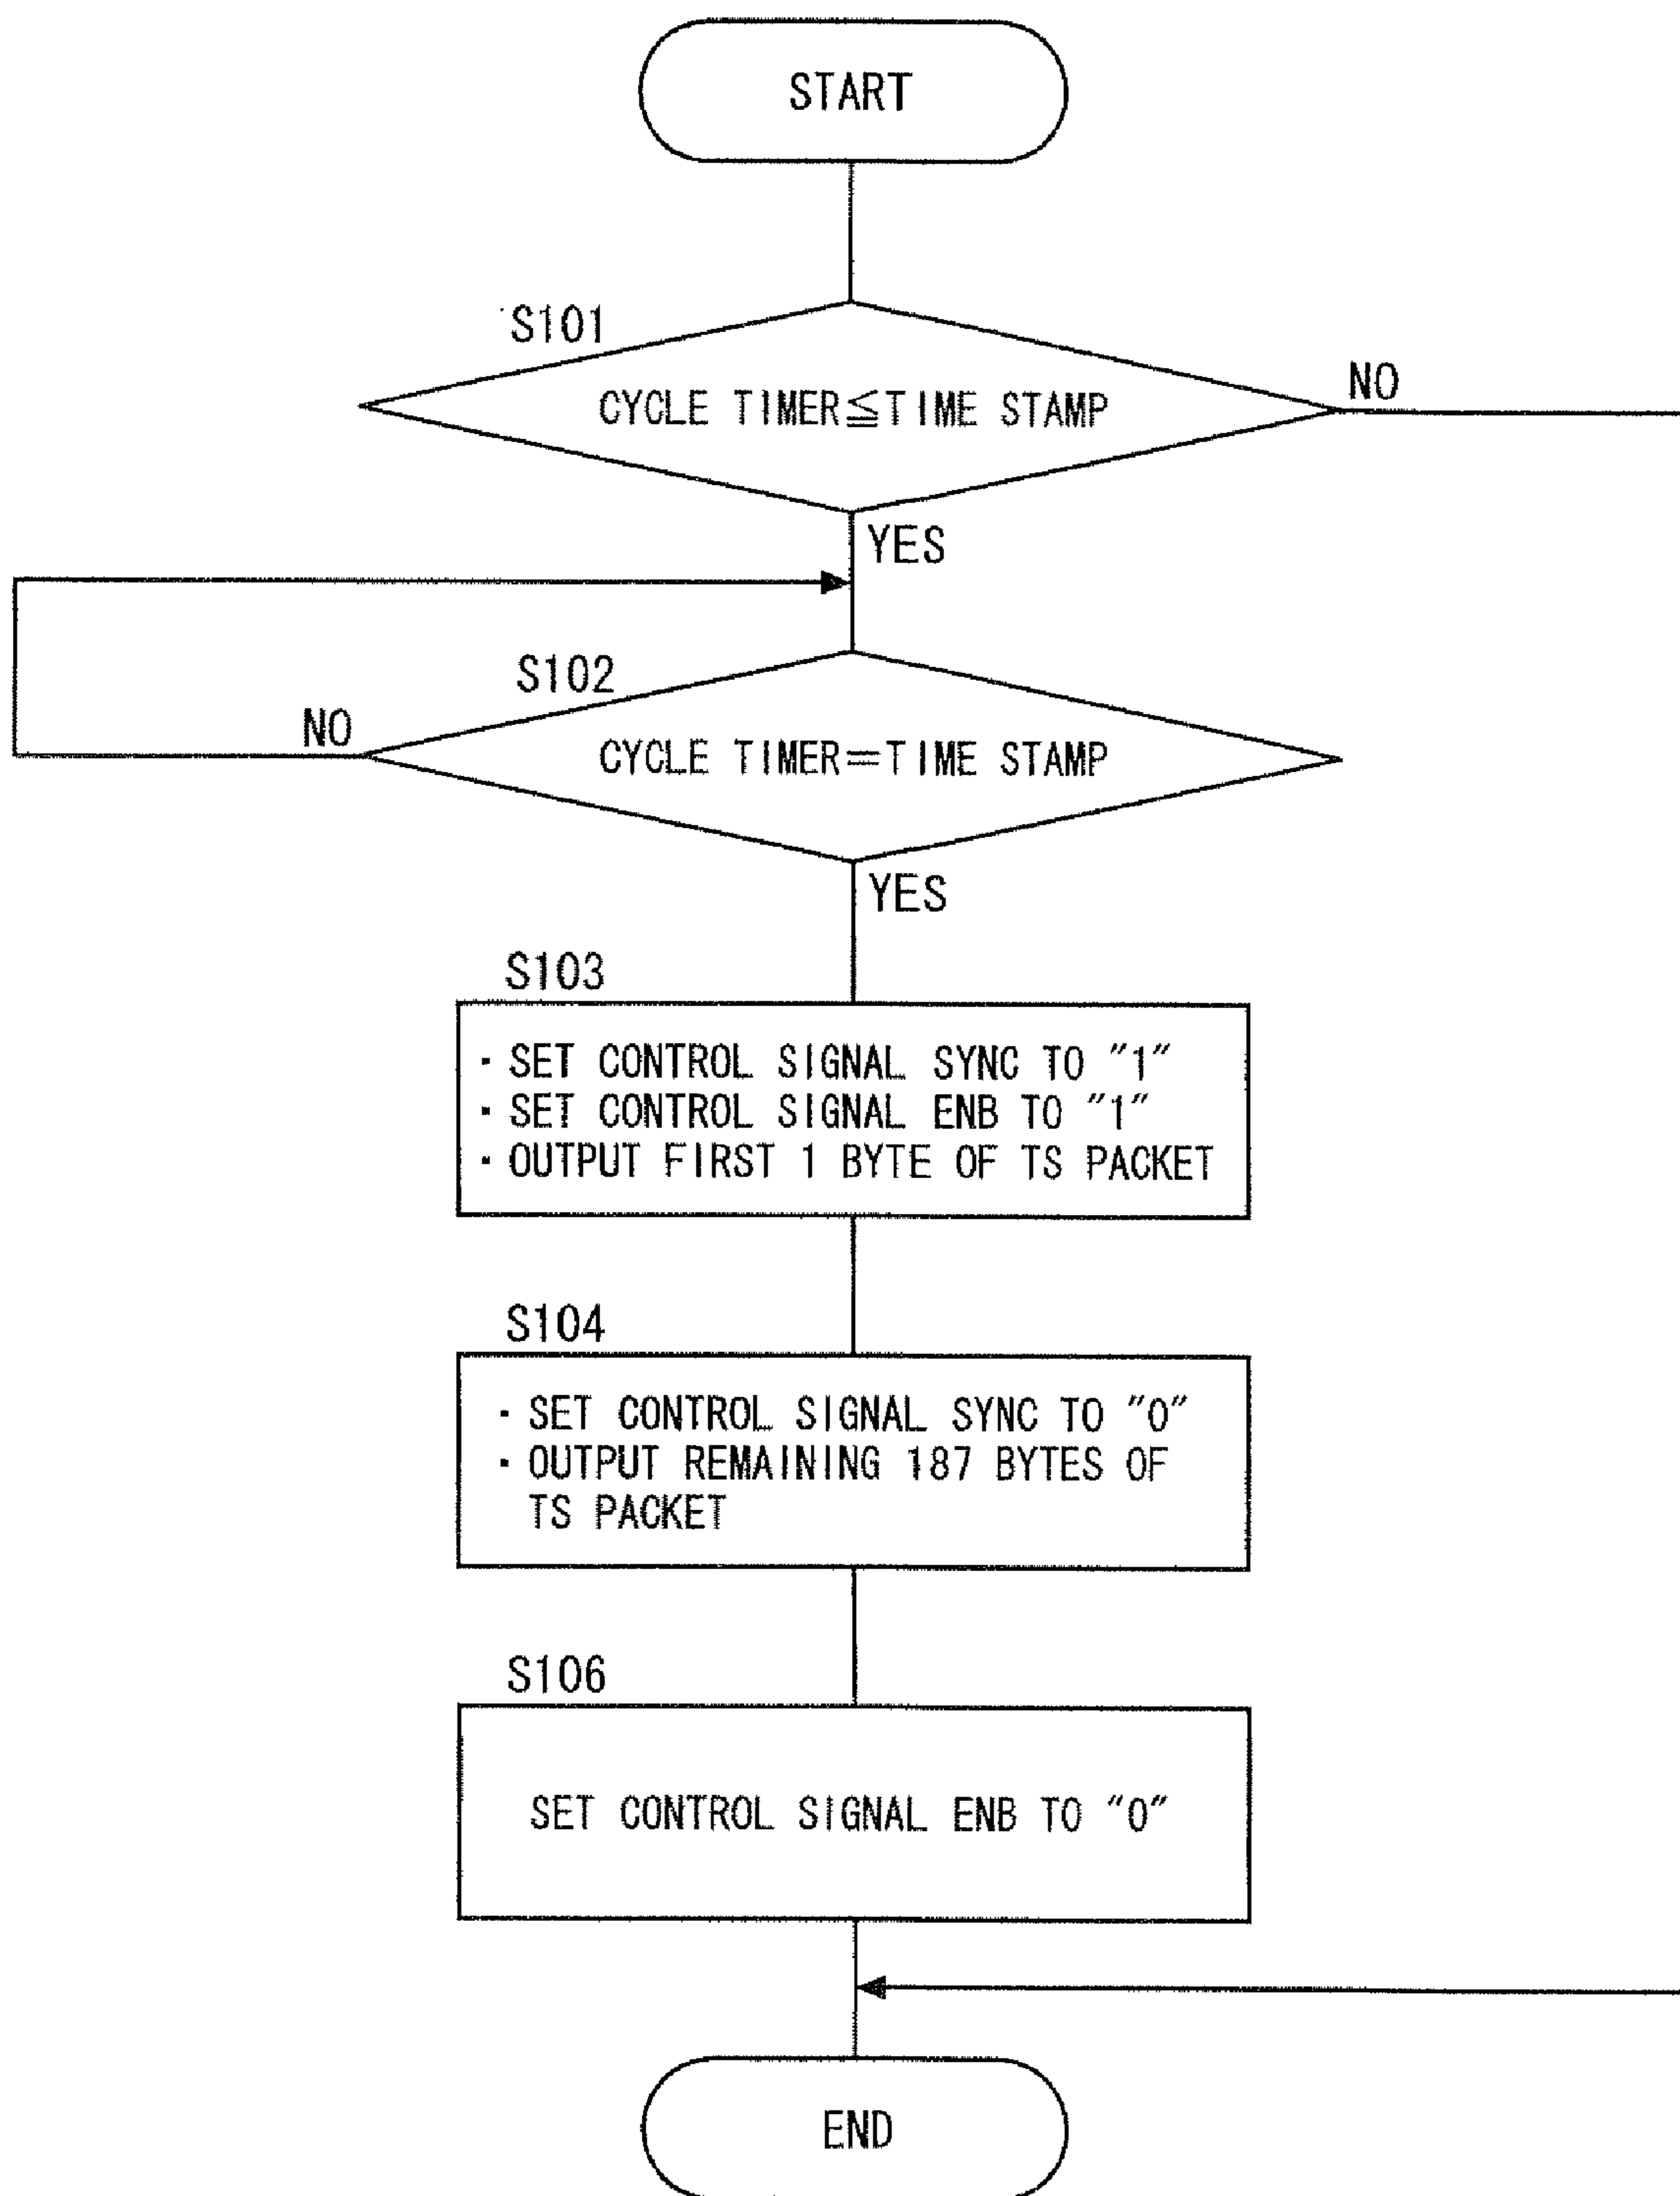 START
S101
CYCLE TIMER≦TIME STAMP
NO
YES
S102
NO
CYCLE TIMER=TIME STAMP
YES
S103
· SET CONTROL SIGNAL SYNC TO "1"
· SET CONTROL SIGNAL ENB TO "1"
· OUTPUT FIRST 1 BYTE OF TS PACKET
S104
· SET CONTROL SIGNAL SYNC TO "0"
· OUTPUT REMAINING 187 BYTES OF
TS PACKET
S106
SET CONTROL SIGNAL ENB TO "0"
END